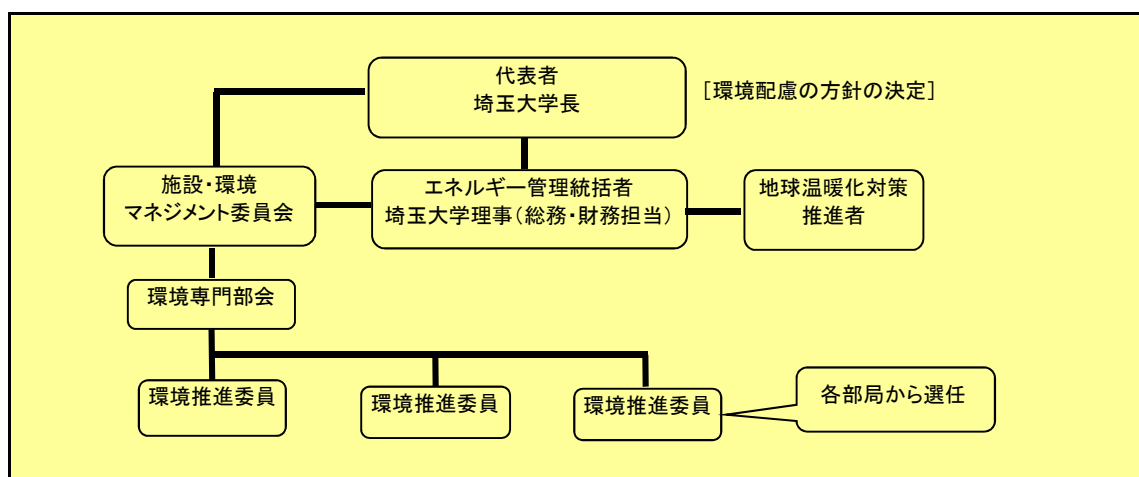 代表者
埼玉大学長
［環境配慮の方針の決定］
施設・環境
マネジメント委員会
エネルギー管理統括者
埼玉大学理事（総務・財務担当）
地球温暖化対策
推進者
環境専門部会
環境推進委員
環境推進委員
環境推進委員
各部局から選任